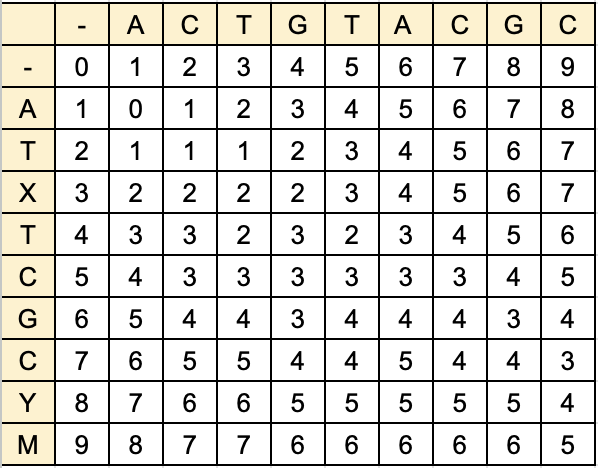 - A C T G T A C G C
- 0 1 2 3 4 5 6 7 8 9
A 1 0 1 2 3 4 5 6 7 8
T 2 1 1 1 2 3 4 5 6 7
X 3 2 2 2 2 3 4 5 6 7
T 4 3 3 2 3 2 3 4 5 6
C 5 4 3 3 3 3 3 3 4 5
G 6 5 4 4 3 4 4 4 3 4
C 7 6 5 5 4 4 5 4 4 3
Y 8 7 6 6 5 5 5 5 5 4
M 9 8 7 7 6 6 6 6 6 5